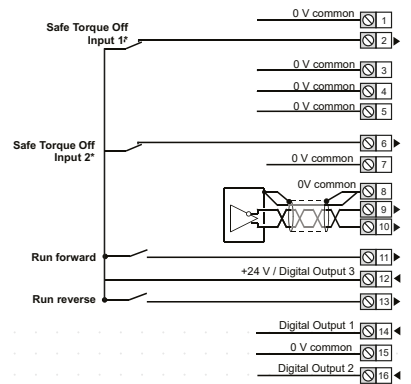 0 V common 1
Safe Torque Off
Input 1* 2
0 V common 3
0 V common 4
0 V common 5
Safe Torque Off
Input 2* 6
0 V common 7
0V common 8
9
10
Run forward 11
+24 V / Digital Output 3 12
Run reverse 13
Digital Output 1 14
0 V common 15
Digital Output 2 16